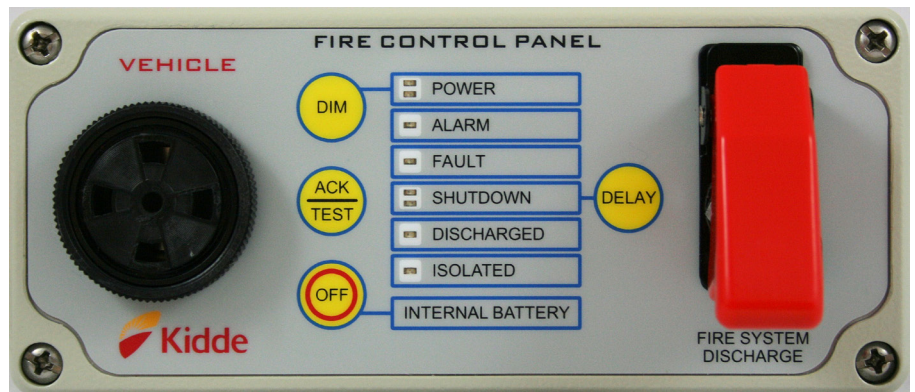 FIRE CONTROL PANEL
VEHICLE
DIM
POWER
ALARM
FAULT
ACK
TEST
SHUTDOWN
DELAY
DISCHARGED
ISOLATED
OFF
INTERNAL BATTERY
Kidde
FIRE SYSTEM
DISCHARGE